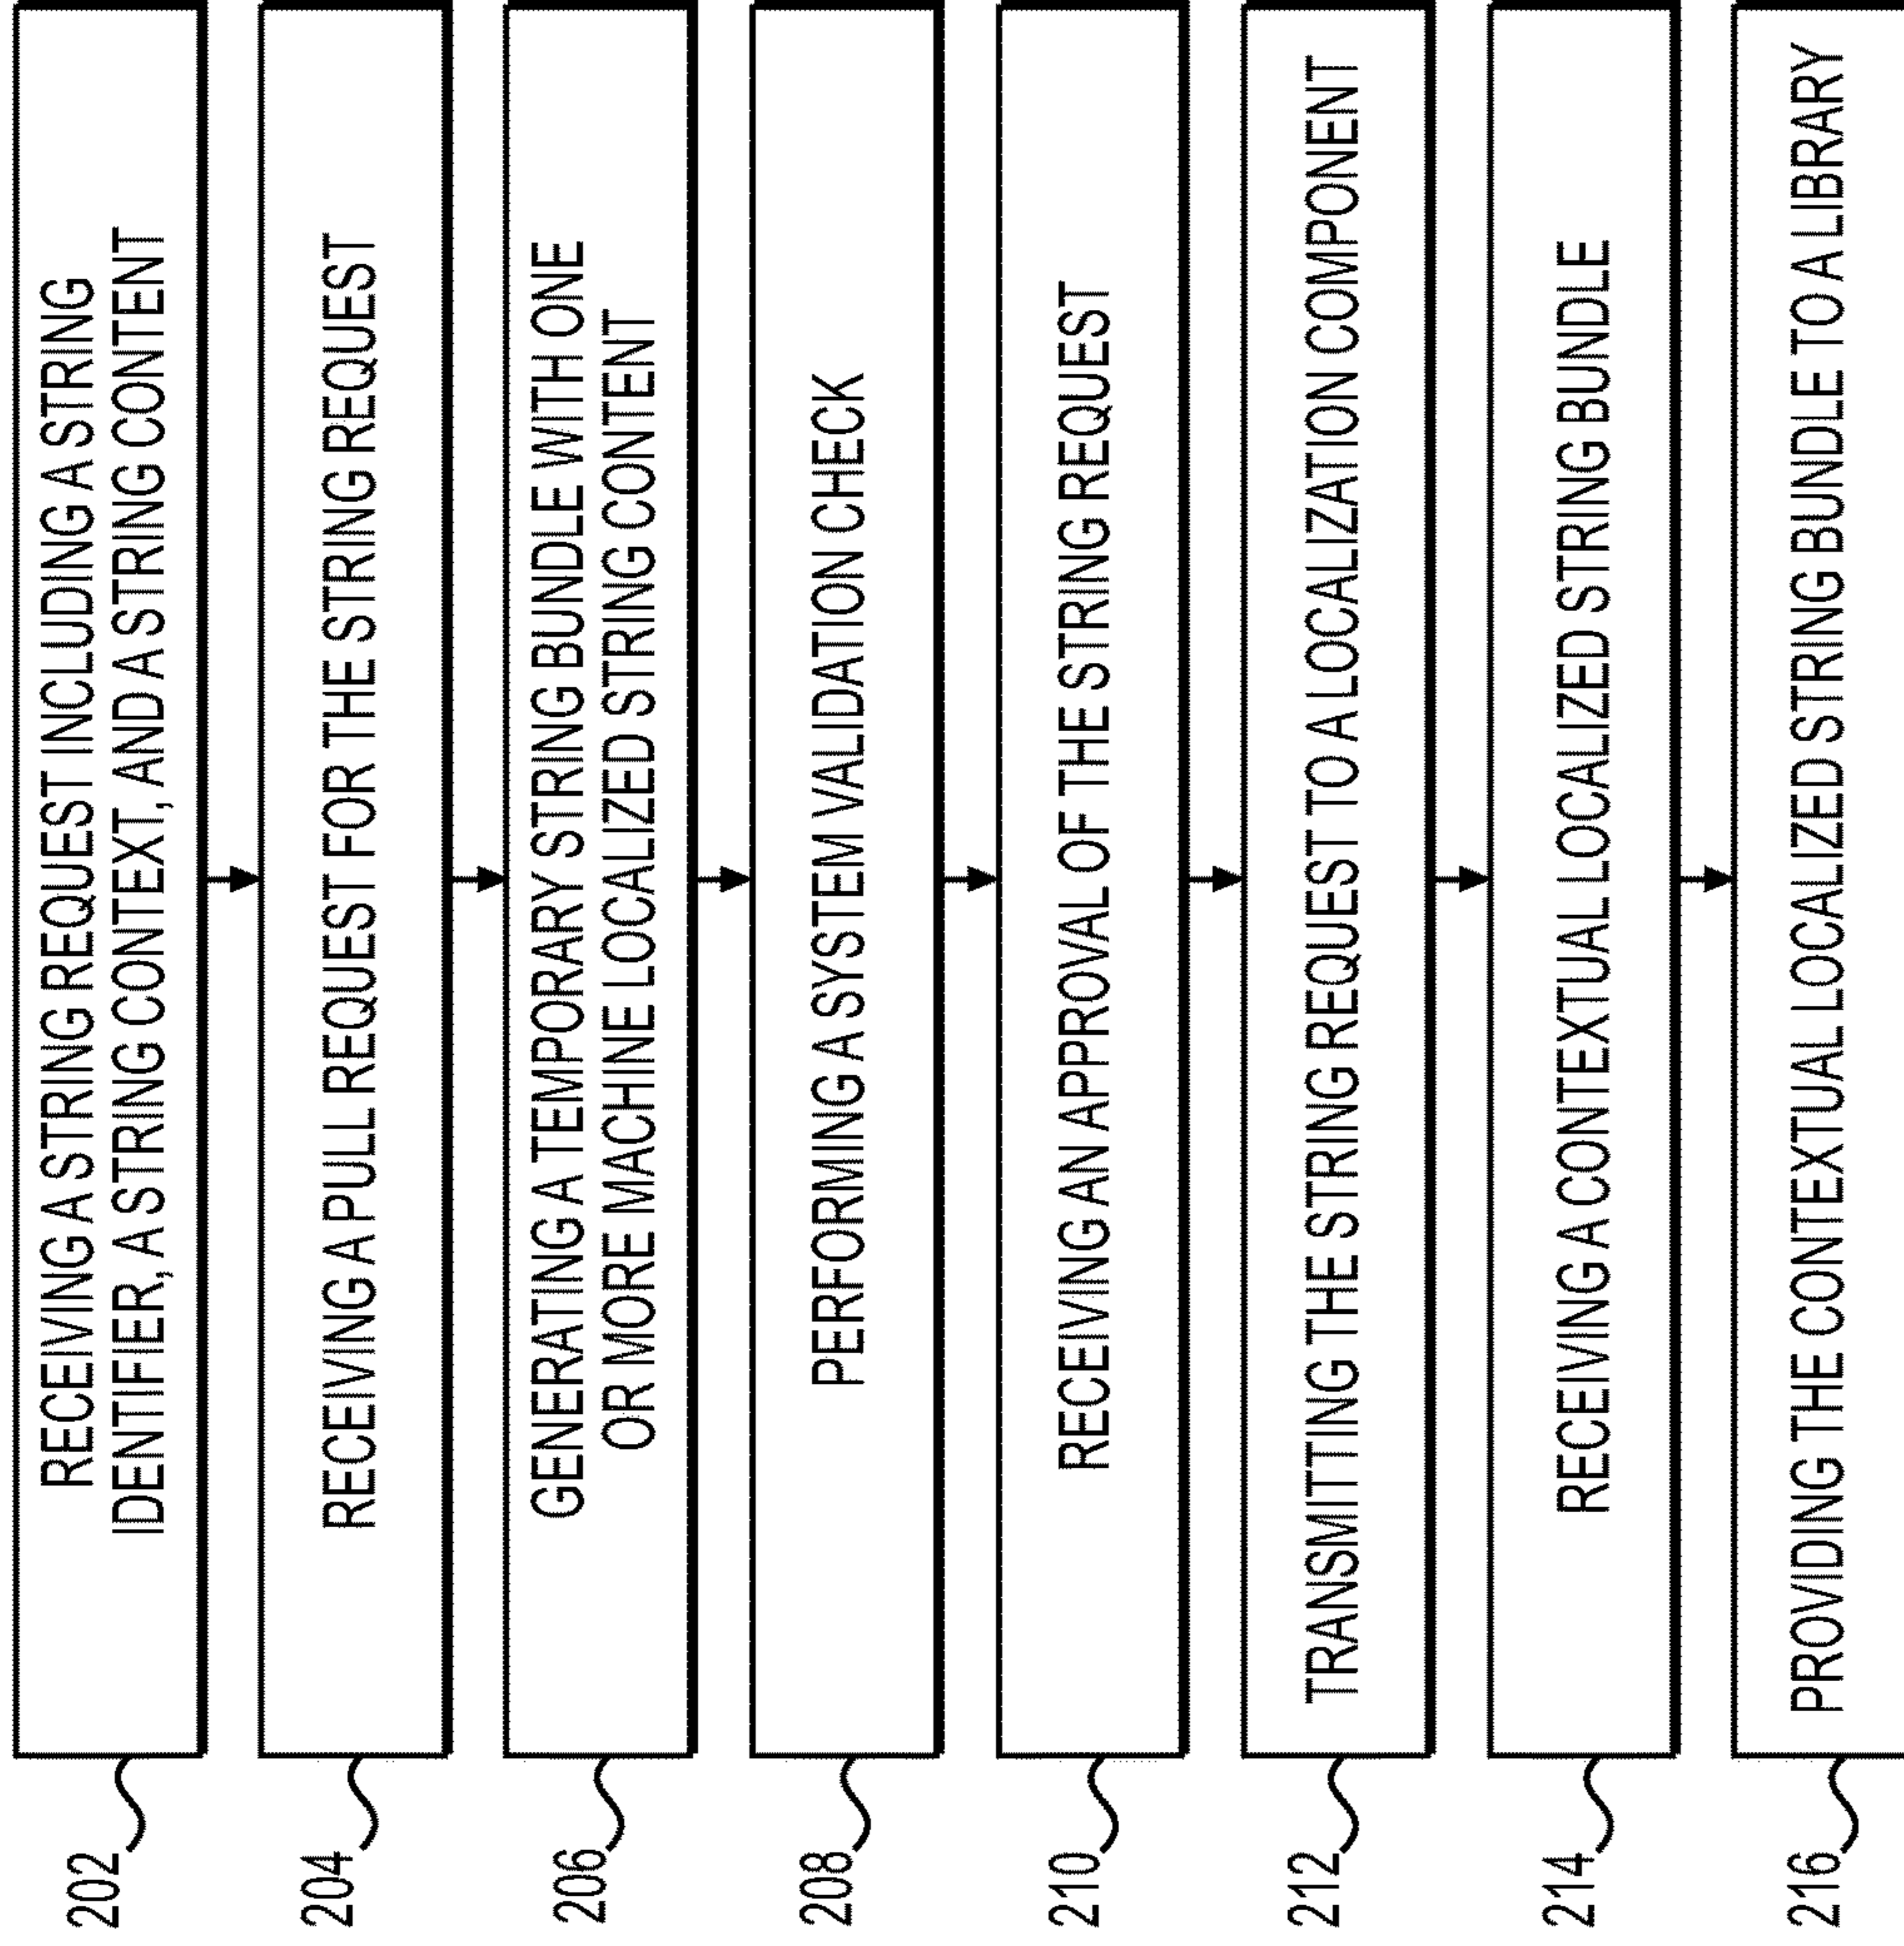 202
RECEIVING A STRING REQUEST INCLUDING A STRING
IDENTIFIER, A STRING CONTEXT, AND A STRING CONTENT
204
RECEIVING A PULL REQUEST FOR THE STRING REQUEST
206
GENERATING A TEMPORARY STRING BUNDLE WITH ONE
OR MORE MACHINE LOCALIZED STRING CONTENT
208
PERFORMING A SYSTEM VALIDATION CHECK
210
RECEIVING AN APPROVAL OF THE STRING REQUEST
212
TRANSMITTING THE STRING REQUEST TO A LOCALIZATION COMPONENT
214
RECEIVING A CONTEXTUAL LOCALIZED STRING BUNDLE
216
PROVIDING THE CONTEXTUAL LOCALIZED STRING BUNDLE TO A LIBRARY